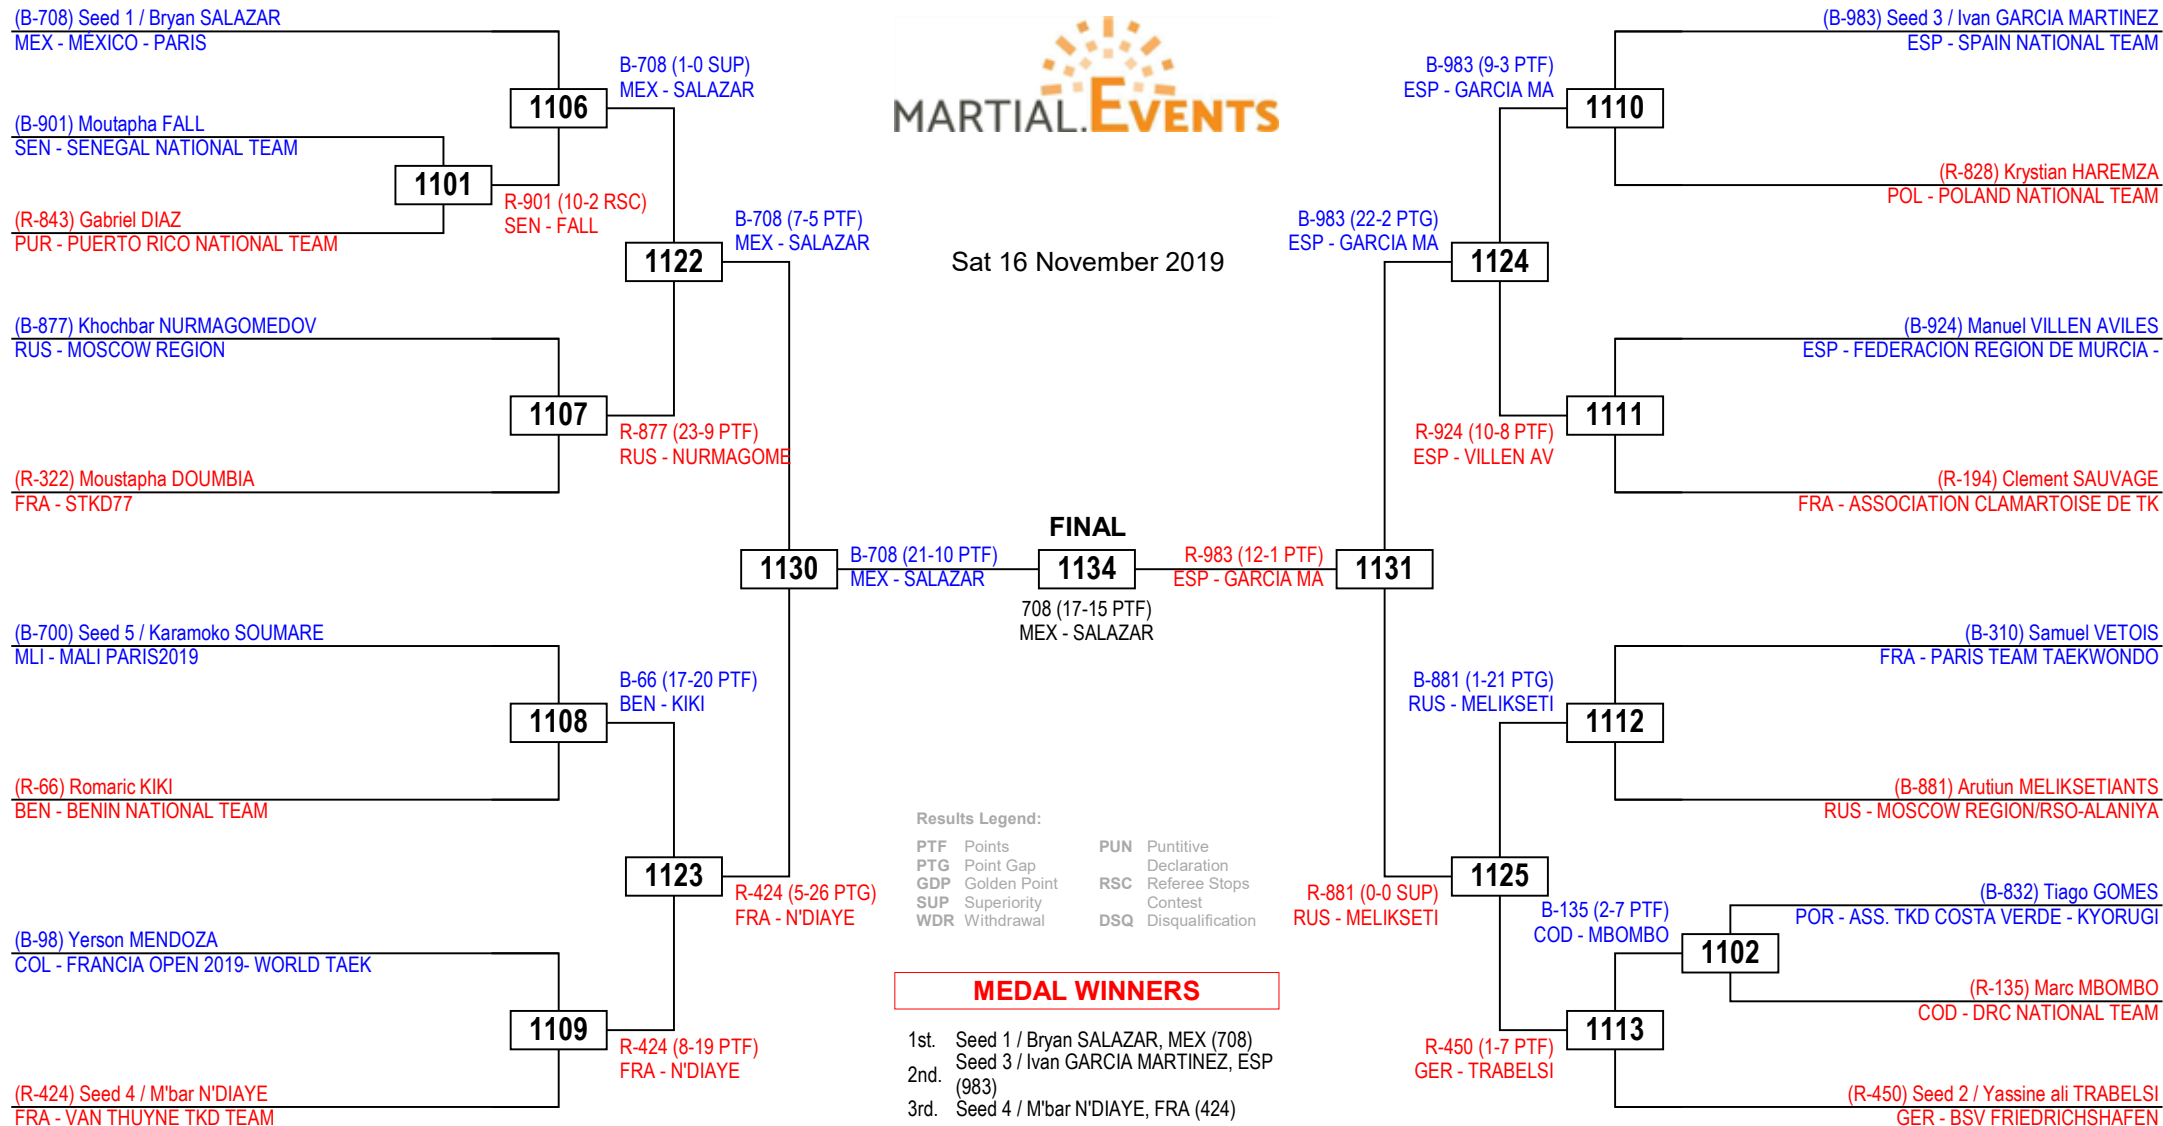 (B-708) Seed 1 / Bryan SALAZAR
MEX - MÉXICO - PARIS
B-708 (1-0 SUP)
MEX - SALAZAR
1106
(B-901) Moutapha FALL
SEN - SENEGAL NATIONAL TEAM
1101
R-901 (10-2 RSC)
SEN - FALL
(R-843) Gabriel DIAZ
PUR - PUERTO RICO NATIONAL TEAM
B-708 (7-5 PTF)
MEX - SALAZAR
1122
(B-877) Khochbar NURMAGOMEDOV
RUS - MOSCOW REGION
1107
R-877 (23-9 PTF)
RUS - NURMAGOME
(R-322) Moustapha DOUMBIA
FRA - STKD77
1130
B-708 (21-10 PTF)
MEX - SALAZAR
(B-700) Seed 5 / Karamoko SOUMARE
MLI - MALI PARIS2019
B-66 (17-20 PTF)
BEN - KIKI
1108
(R-66) Romaric KIKI
BEN - BENIN NATIONAL TEAM
1123
R-424 (5-26 PTG)
FRA - N'DIAYE
(B-98) Yerson MENDOZA
COL - FRANCIA OPEN 2019- WORLD TAEK
1109
R-424 (8-19 PTF)
FRA - N'DIAYE
(R-424) Seed 4 / M'bar N'DIAYE
FRA - VAN THUYNE TKD TEAM
MARTIAL.EVENTS
Sat 16 November 2019
FINAL
1134
708 (17-15 PTF)
MEX - SALAZAR
Results Legend:
PTF Points
PTG Point Gap
GDP Golden Point
SUP Superiority
WDR Withdrawal
PUN Puntitive
Declaration
RSC Referee Stops
Contest
DSQ Disqualification
MEDAL WINNERS
1st. Seed 1 / Bryan SALAZAR, MEX (708)
2nd. Seed 3 / Ivan GARCIA MARTINEZ, ESP
(983)
3rd. Seed 4 / M'bar N'DIAYE, FRA (424)
(B-983) Seed 3 / Ivan GARCIA MARTINEZ
ESP - SPAIN NATIONAL TEAM
B-983 (9-3 PTF)
ESP - GARCIA MA
1110
(R-828) Krystian HAREMZA
POL - POLAND NATIONAL TEAM
B-983 (22-2 PTG)
ESP - GARCIA MA
1124
(B-924) Manuel VILLEN AVILES
ESP - FEDERACION REGION DE MURCIA -
1111
R-924 (10-8 PTF)
ESP - VILLEN AV
(R-194) Clement SAUVAGE
FRA - ASSOCIATION CLAMARTOISE DE TK
R-983 (12-1 PTF)
ESP - GARCIA MA
1131
(B-310) Samuel VETOIS
FRA - PARIS TEAM TAEKWONDO
B-881 (1-21 PTG)
RUS - MELIKSETI
1112
(B-881) Arutiun MELIKSETIANTS
RUS - MOSCOW REGION/RSO-ALANIYA
1125
R-881 (0-0 SUP)
RUS - MELIKSETI
(B-832) Tiago GOMES
POR - ASS. TKD COSTA VERDE - KYORUGI
B-135 (2-7 PTF)
COD - MBOMBO
1102
(R-135) Marc MBOMBO
COD - DRC NATIONAL TEAM
1113
R-450 (1-7 PTF)
GER - TRABELSI
(R-450) Seed 2 / Yassine ali TRABELSI
GER - BSV FRIEDRICHSHAFEN